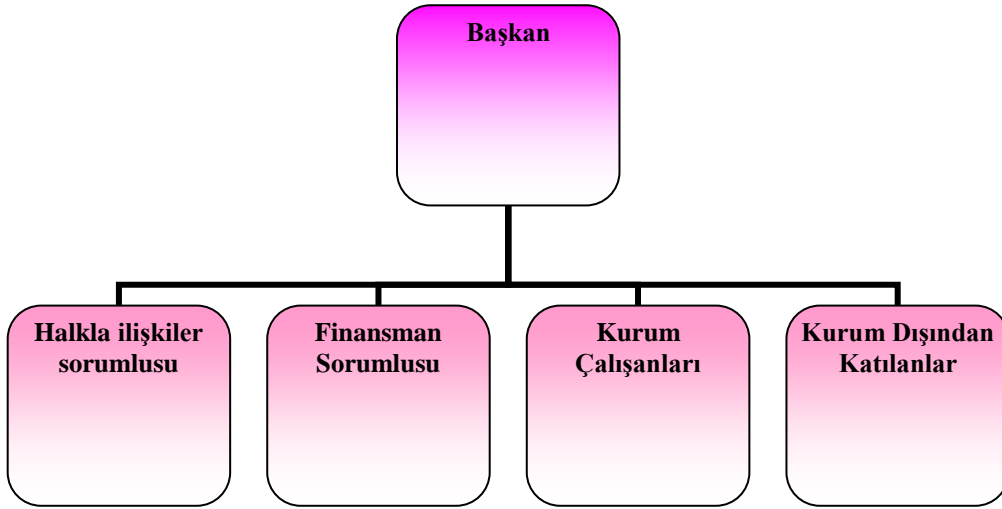 Başkan
Halkla ilişkiler
sorumlusu
Finansman
Sorumlusu
Kurum
Çalışanları
Kurum Dışından
Katılanlar